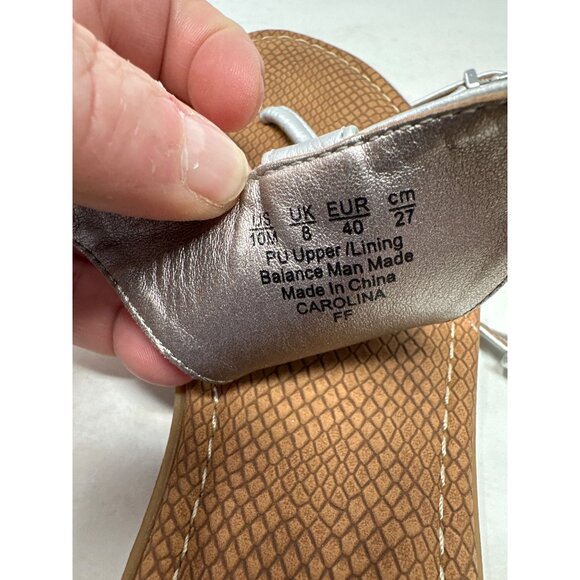 US UK EUR cm
10M 8 40 27
PU Upper /Lining
Balance Man Made
Made In China
CAROLINA
FF